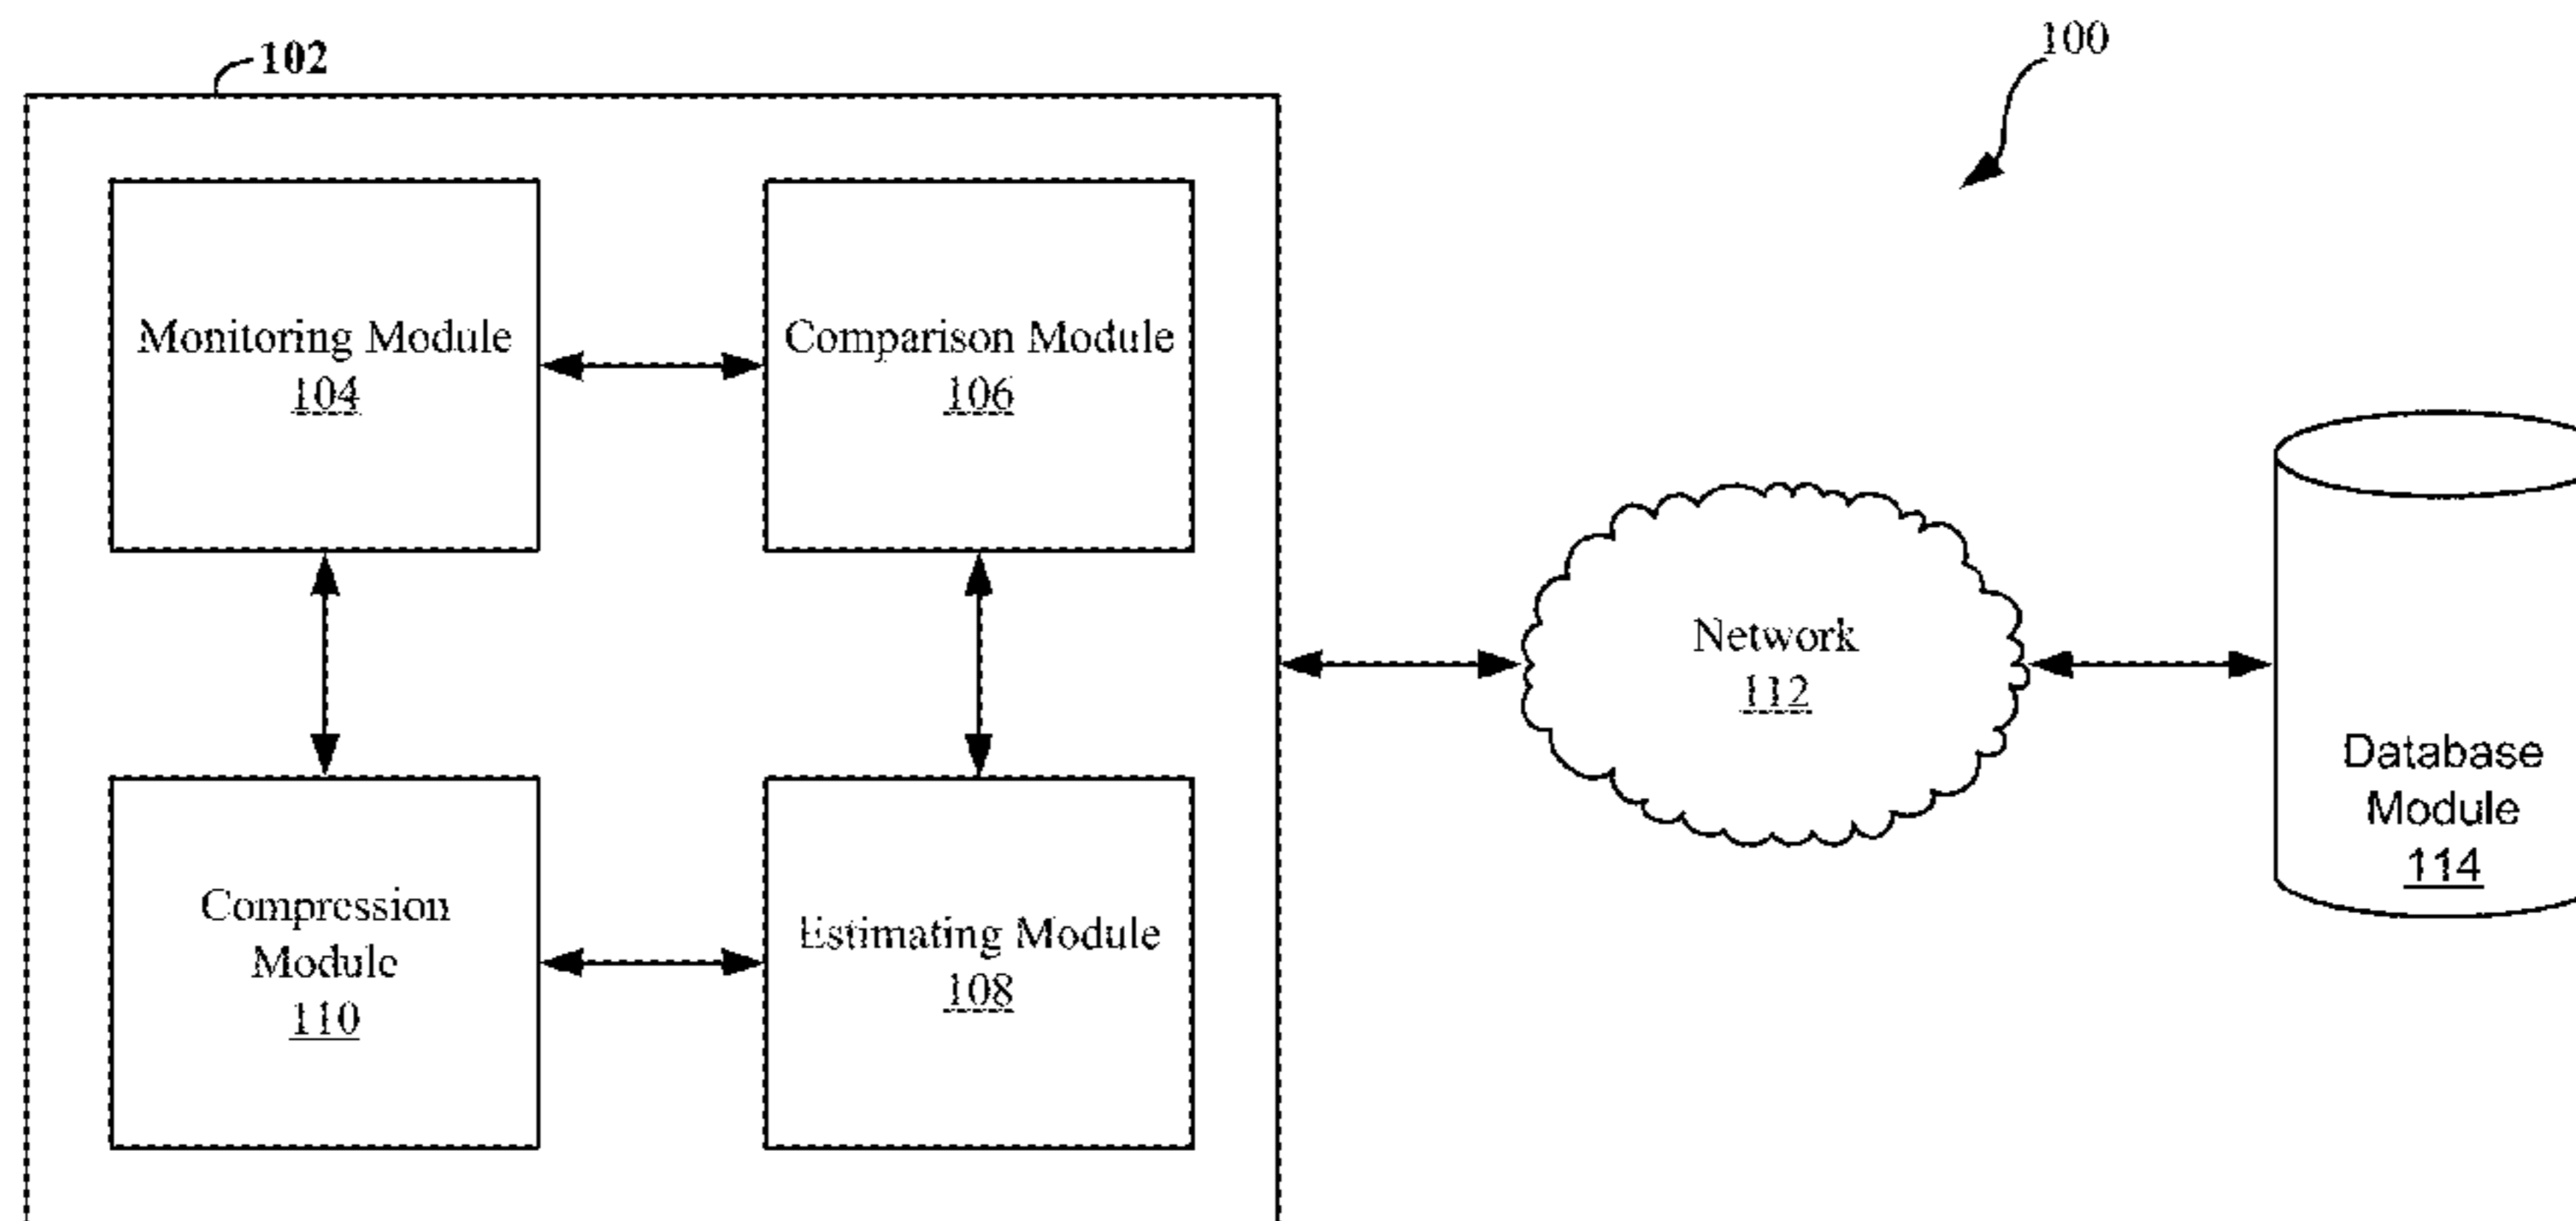 102
100
Monitoring Module
104
Comparison Module
106
Network
112
Database
Module
114
Compression
Module
110
Estimating Module
108